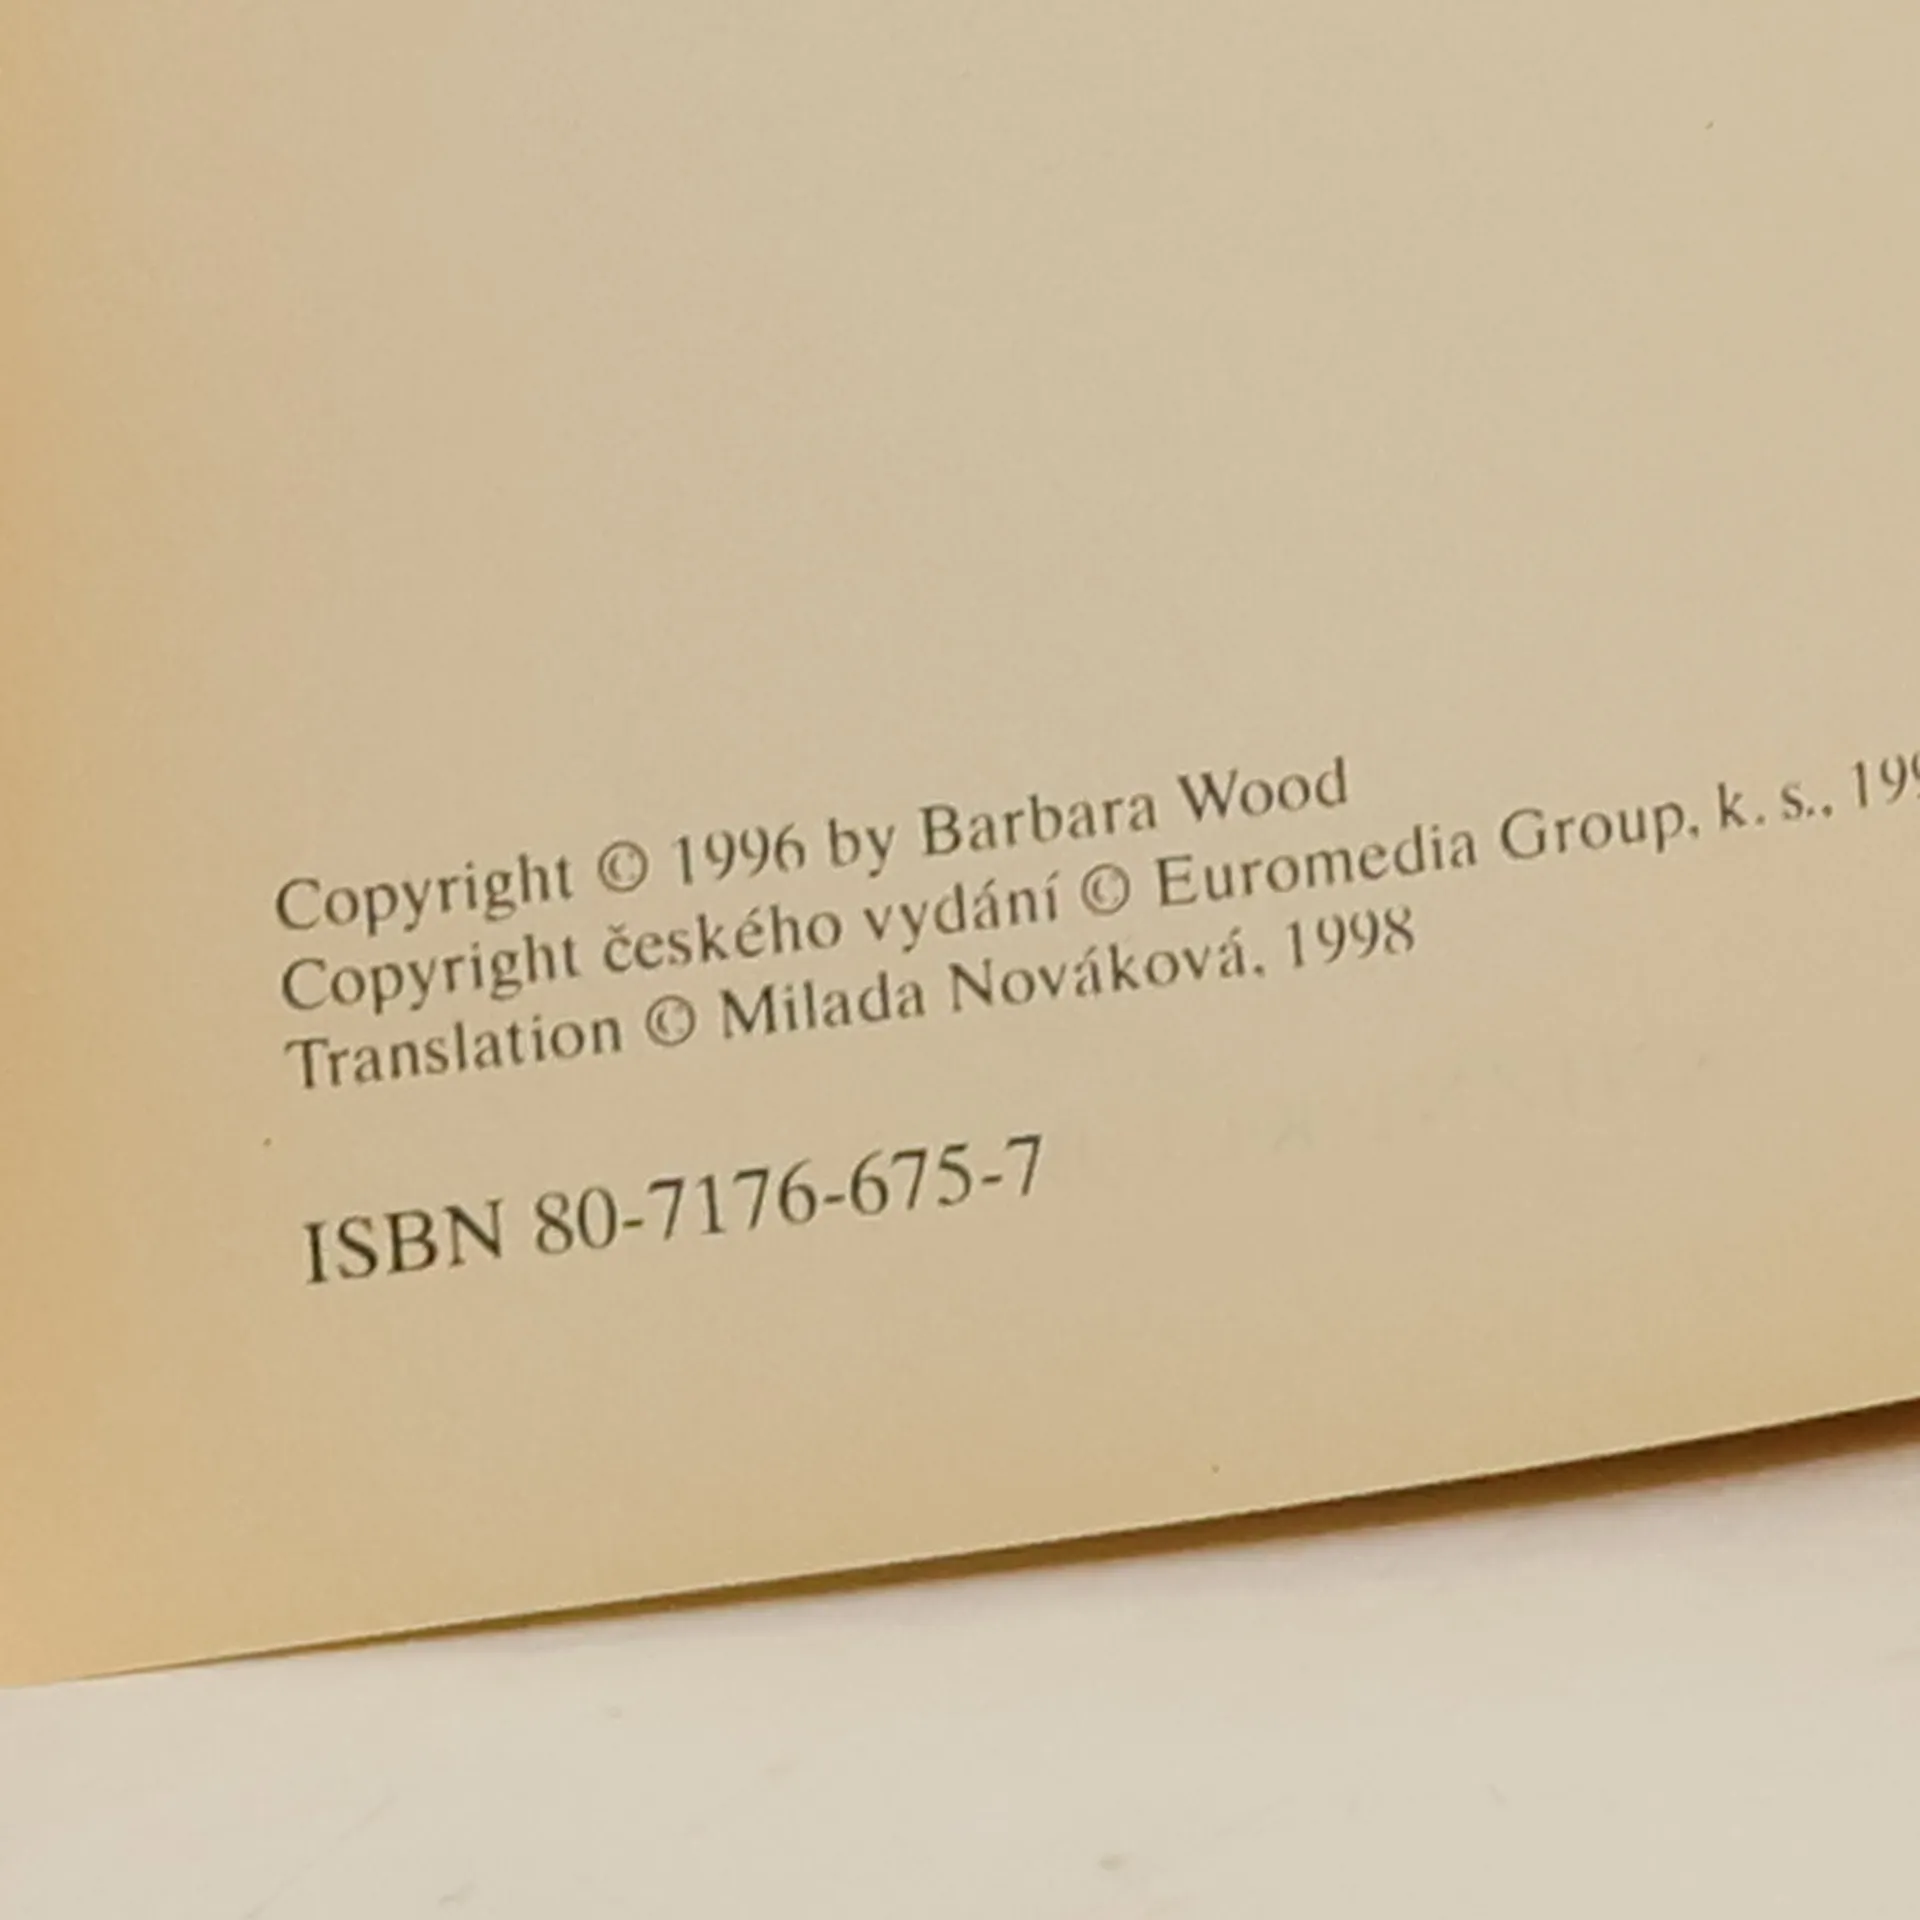 Copyright © 1996 by Barbara Wood
Copyright českého vydání © Euromedia Group, k. s.,
Translation © Milada Nováková, 1998
ISBN 80-7176-675-7